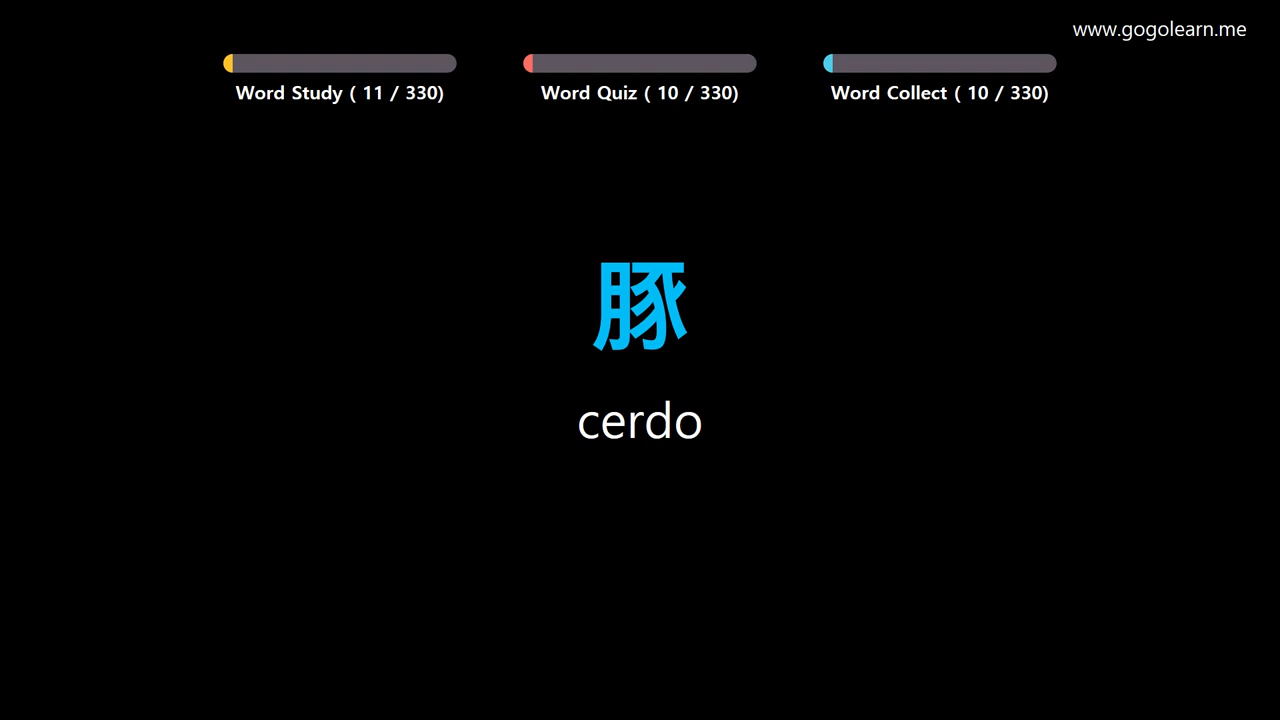 www.gogolearn.me
Word Study ( 11 / 330)
Word Quiz ( 10 / 330)
Word Collect ( 10 / 330)
豚
cerdo